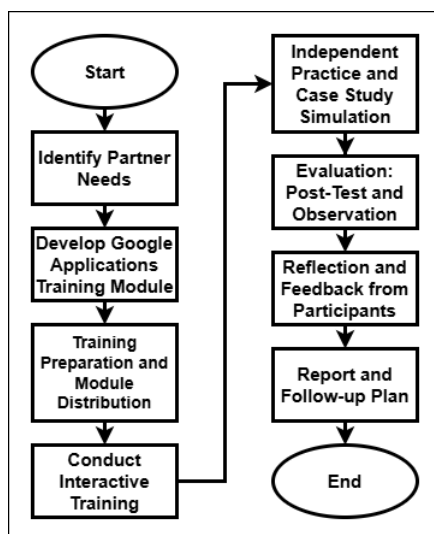 Start
Identify Partner
Needs
Develop Google
Applications
Training Module
Training
Preparation and
Module
Distribution
Conduct
Interactive
Training
Independent
Practice and
Case Study
Simulation
Evaluation:
Post-Test and
Observation
Reflection and
Feedback from
Participants
Report and
Follow-up Plan
End